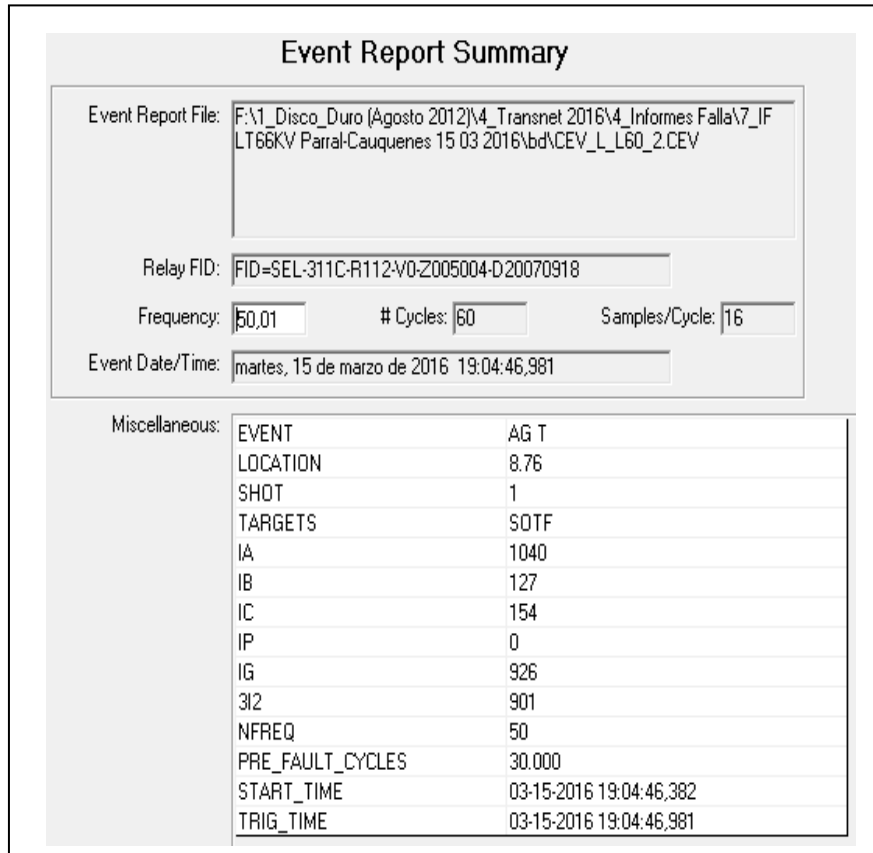 Event Report Summary
Event Report File: F:\1_Disco_Duro (Agosto 2012)\4_Transnet 2016\4_Informes Falla\7_IF
LT66KV Parral-Cauquenes 15 03 2016\bd\CEV_L_L60_2.CEV
Relay FID: FID=SEL-311C-R112-V0-Z005004-D20070918
Frequency: 50,01 # Cycles: 60 Samples/Cycle: 16
Event Date/Time: martes, 15 de marzo de 2016 19:04:46,981
Miscellaneous:
EVENT AG T
LOCATION 8.76
SHOT 1
TARGETS SOTF
IA 1040
IB 127
IC 154
IP 0
IG 926
3I2 901
NFREQ 50
PRE_FAULT_CYCLES 30.000
START_TIME 03-15-2016 19:04:46,382
TRIG_TIME 03-15-2016 19:04:46,981